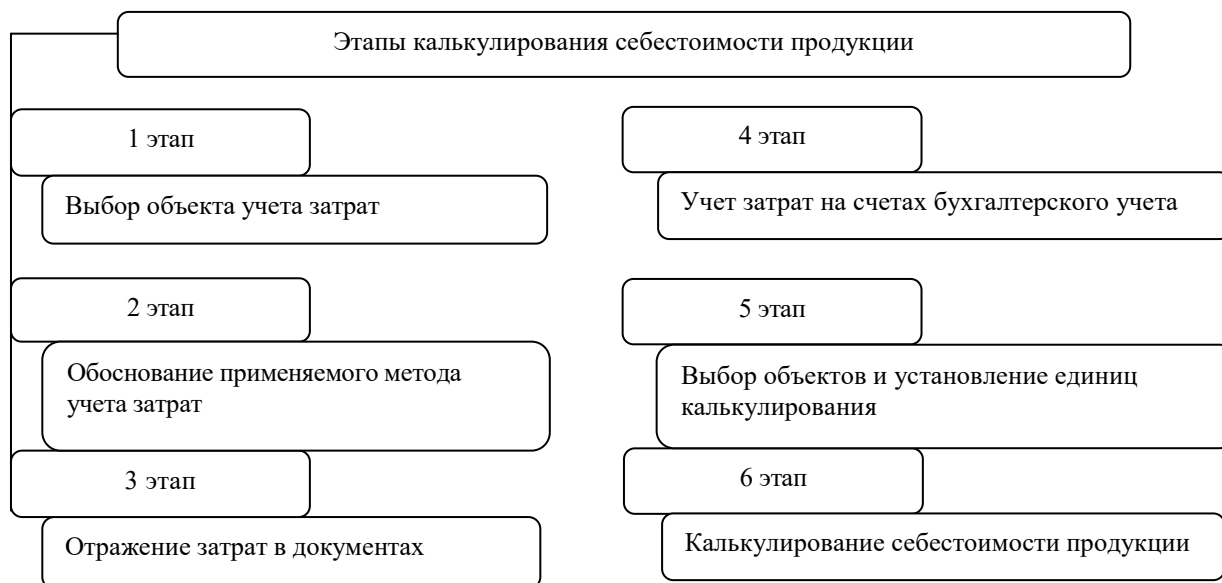 Этапы калькулирования себестоимости продукции
1 этап
Выбор объекта учета затрат
2 этап
Обоснование применяемого метода
учета затрат
3 этап
Отражение затрат в документах
4 этап
Учет затрат на счетах бухгалтерского учета
5 этап
Выбор объектов и установление единиц
калькулирования
6 этап
Калькулирование себестоимости продукции